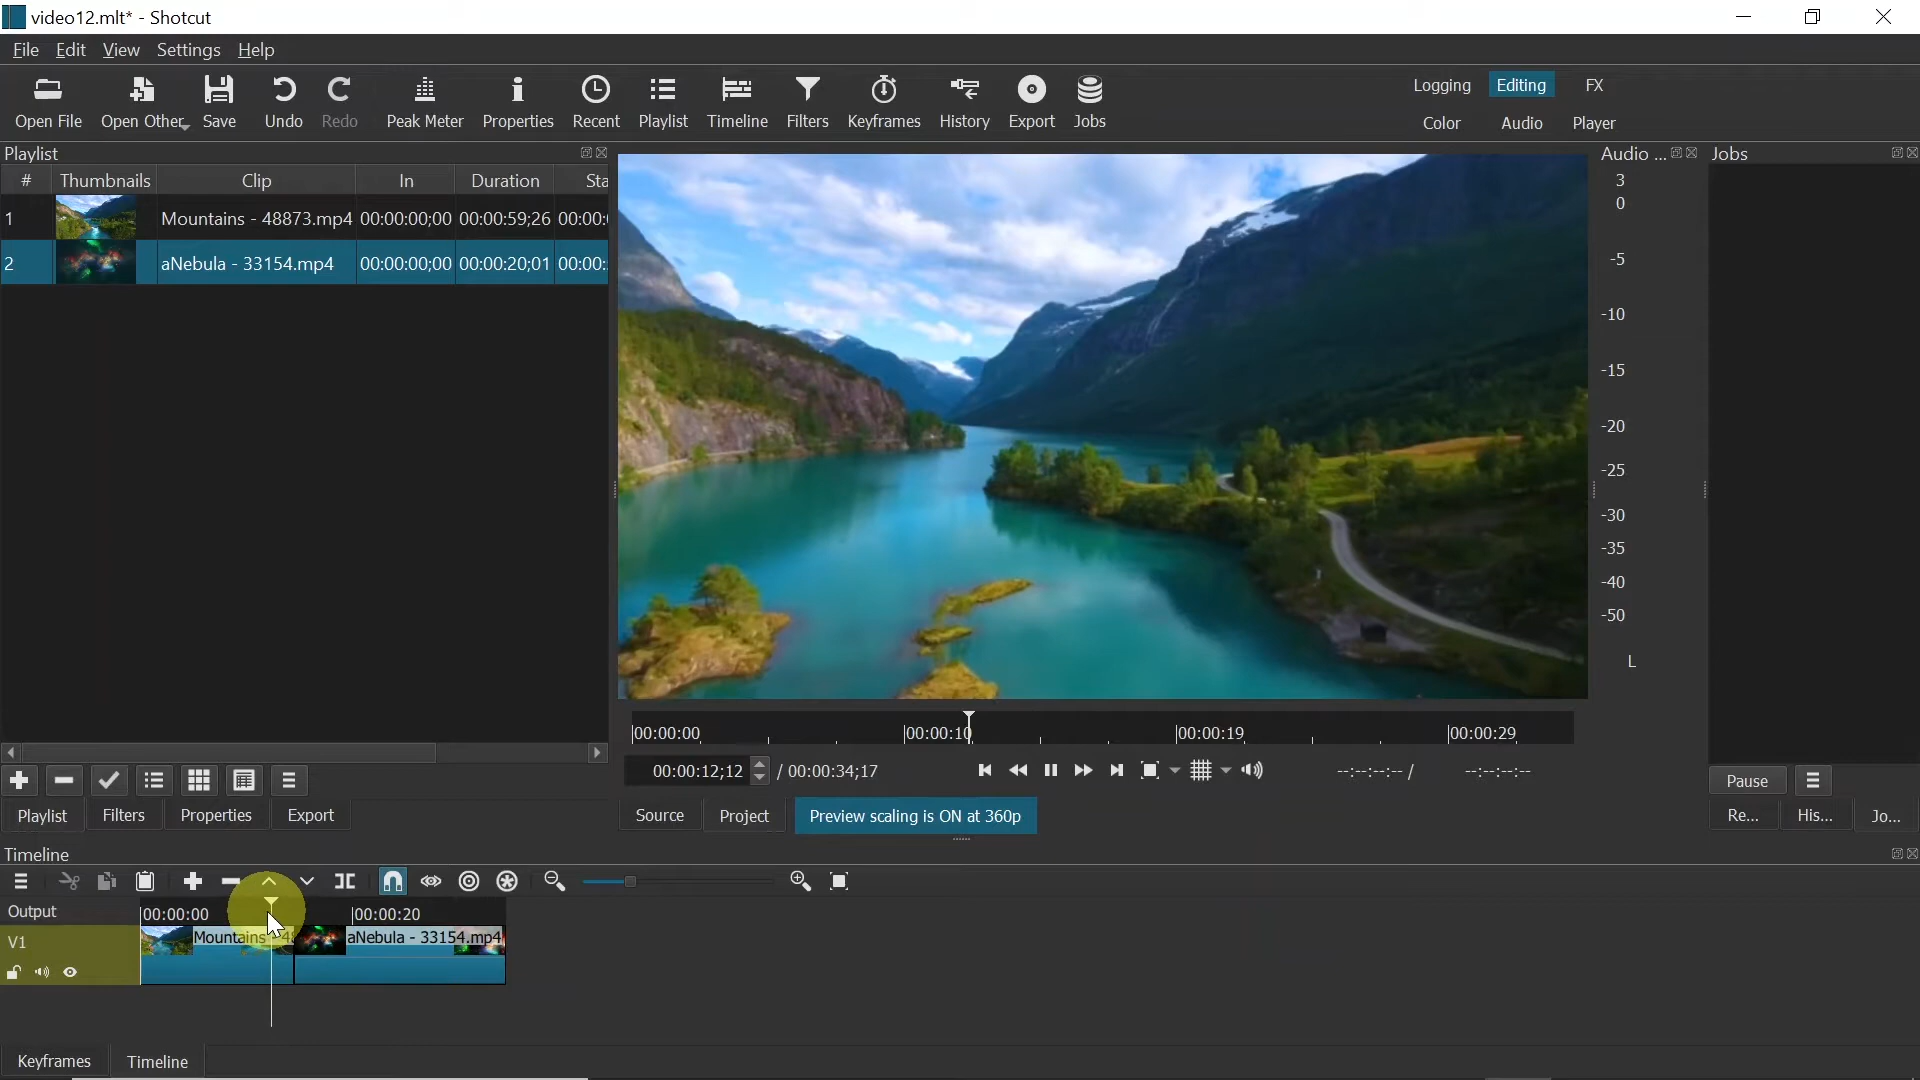 video12.mlt* - Shotcut
File Edit View Settings Help
Open File Open Other Save Undo Redo Peak Meter Properties Recent Playlist Timeline Filters Keyframes History Export Jobs
Logging Editing FX
Color Audio Player
Playlist
# Thumbnails Clip In Duration Sta
1 Mountains - 48873.mp4 00:00:00;00 00:00:59;26 00:00:
2 aNebula - 33154.mp4 00:00:00;00 00:00:20;01 00:00:
Audio ...
3
0
-5
-10
-15
-20
-25
-30
-35
-40
-50
L
Jobs
00:00:00 00:00:10 00:00:19 00:00:29
00:00:12;12 / 00:00:34;17 --:--:--:-- / --:--:--:--
Pause
Playlist Filters Properties Export
Source Project Preview scaling is ON at 360p
Re... His... Jo...
Timeline
Output 00:00:00 00:00:20
V1 Mountains - 48 aNebula - 33154.mp4
Keyframes Timeline